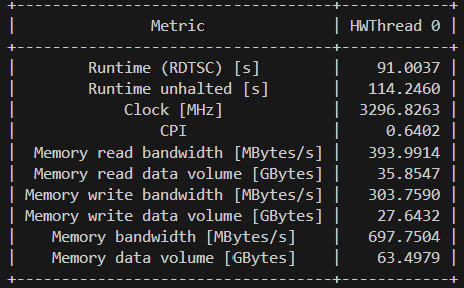 +------------------------------------+------------+
|               Metric               | HWThread 0 |
+------------------------------------+------------+
|         Runtime (RDTSC) [s]        |    91.0037 |
|        Runtime unhalted [s]        |   114.2460 |
|             Clock [MHz]            |  3296.8263 |
|                 CPI                |     0.6402 |
|   Memory read bandwidth [MBytes/s] |   393.9914 |
|   Memory read data volume [GBytes] |    35.8547 |
|  Memory write bandwidth [MBytes/s] |   303.7590 |
|  Memory write data volume [GBytes] |    27.6432 |
|     Memory bandwidth [MBytes/s]    |   697.7504 |
|     Memory data volume [GBytes]    |    63.4979 |
+------------------------------------+------------+